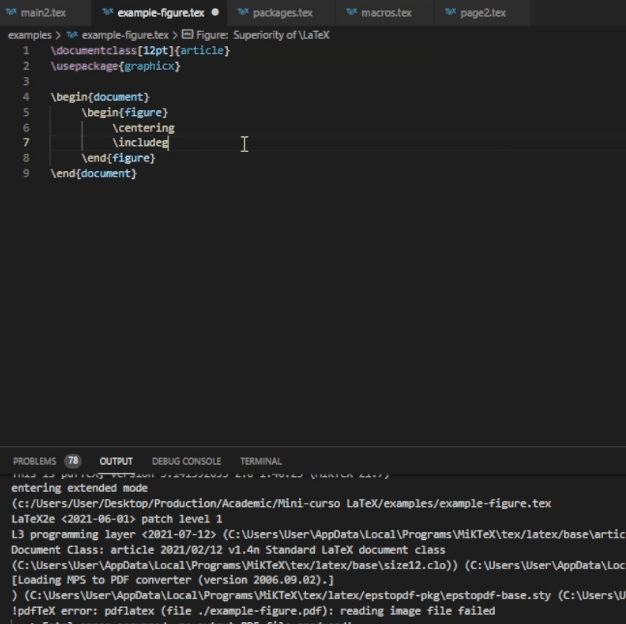 main2.tex example-figure.tex packages.tex macros.tex page2.tex
examples > example-figure.tex > Figure: Superiority of \LaTeX
1 \documentclass[12pt]{article}
2 \usepackage{graphicx}
3
4 \begin{document}
5 \begin{figure}
6 \centering
7 \includeg
8 \end{figure}
9 \end{document}
PROBLEMS 78 OUTPUT DEBUG CONSOLE TERMINAL
entering extended mode
(c:/Users/User/Desktop/Production/Academic/Mini-curso LaTeX/examples/example-figure.tex
LaTeX2e <2021-06-01> patch level 1
L3 programming layer <2021-07-12> (C:\Users\User\AppData\Local\Programs\MiKTeX\tex/latex/base\artic
Document Class: article 2021/02/12 v1.4n Standard LaTeX document class
(C:\Users\User\AppData\Local\Programs\MiKTeX\tex/latex/base\size12.clo)) (C:\Users\User\AppData\Loc
[Loading MPS to PDF converter (version 2006.09.02).]
) (C:\Users\User\AppData\Local\Programs\MiKTeX\tex/latex/epstopdf-pkg\epstopdf-base.sty (C:\Users\U
!pdfTeX error: pdflatex (file ./example-figure.pdf): reading image file failed